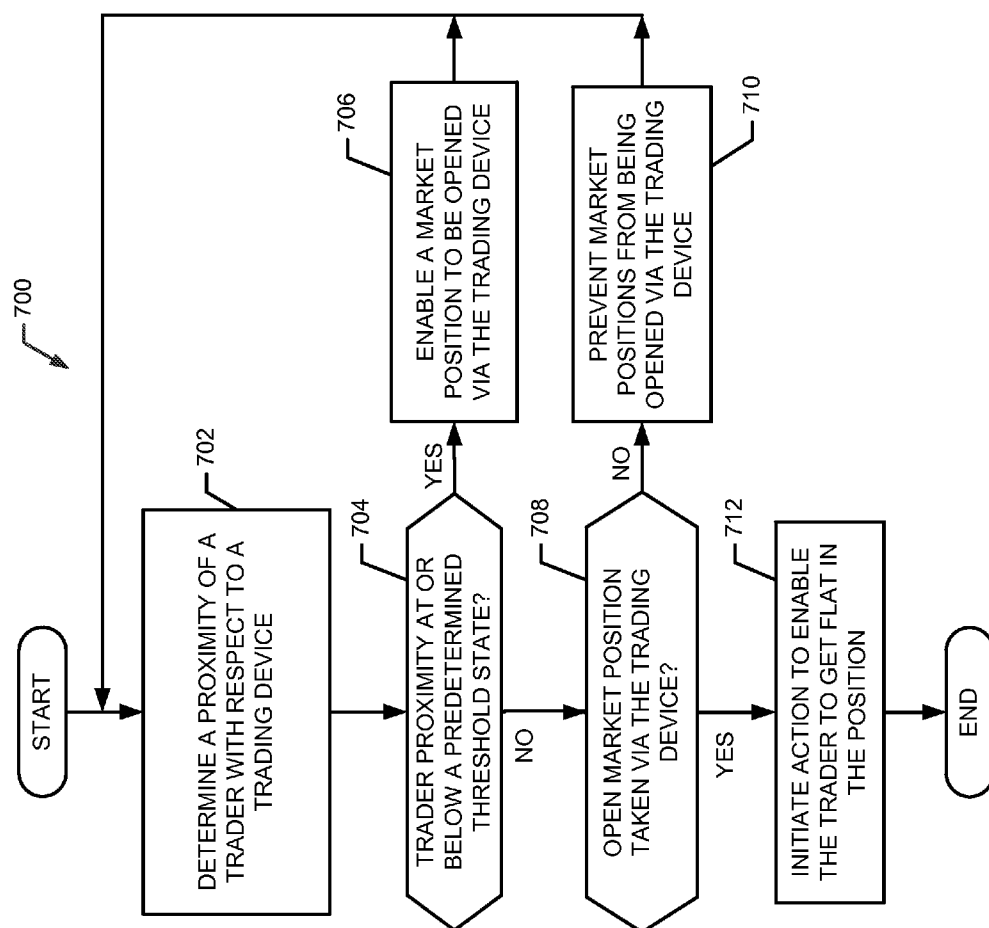 700
START
DETERMINE A PROXIMITY OF A
TRADER WITH RESPECT TO A
TRADING DEVICE
702
TRADER PROXIMITY AT OR
BELOW A PREDETERMINED
THRESHOLD STATE?
704
YES
ENABLE A MARKET
POSITION TO BE OPENED
VIA THE TRADING DEVICE
706
NO
OPEN MARKET POSITION
TAKEN VIA THE TRADING
DEVICE?
708
NO
PREVENT MARKET
POSITIONS FROM BEING
OPENED VIA THE TRADING
DEVICE
710
YES
INITIATE ACTION TO ENABLE
THE TRADER TO GET FLAT IN
THE POSITION
712
END